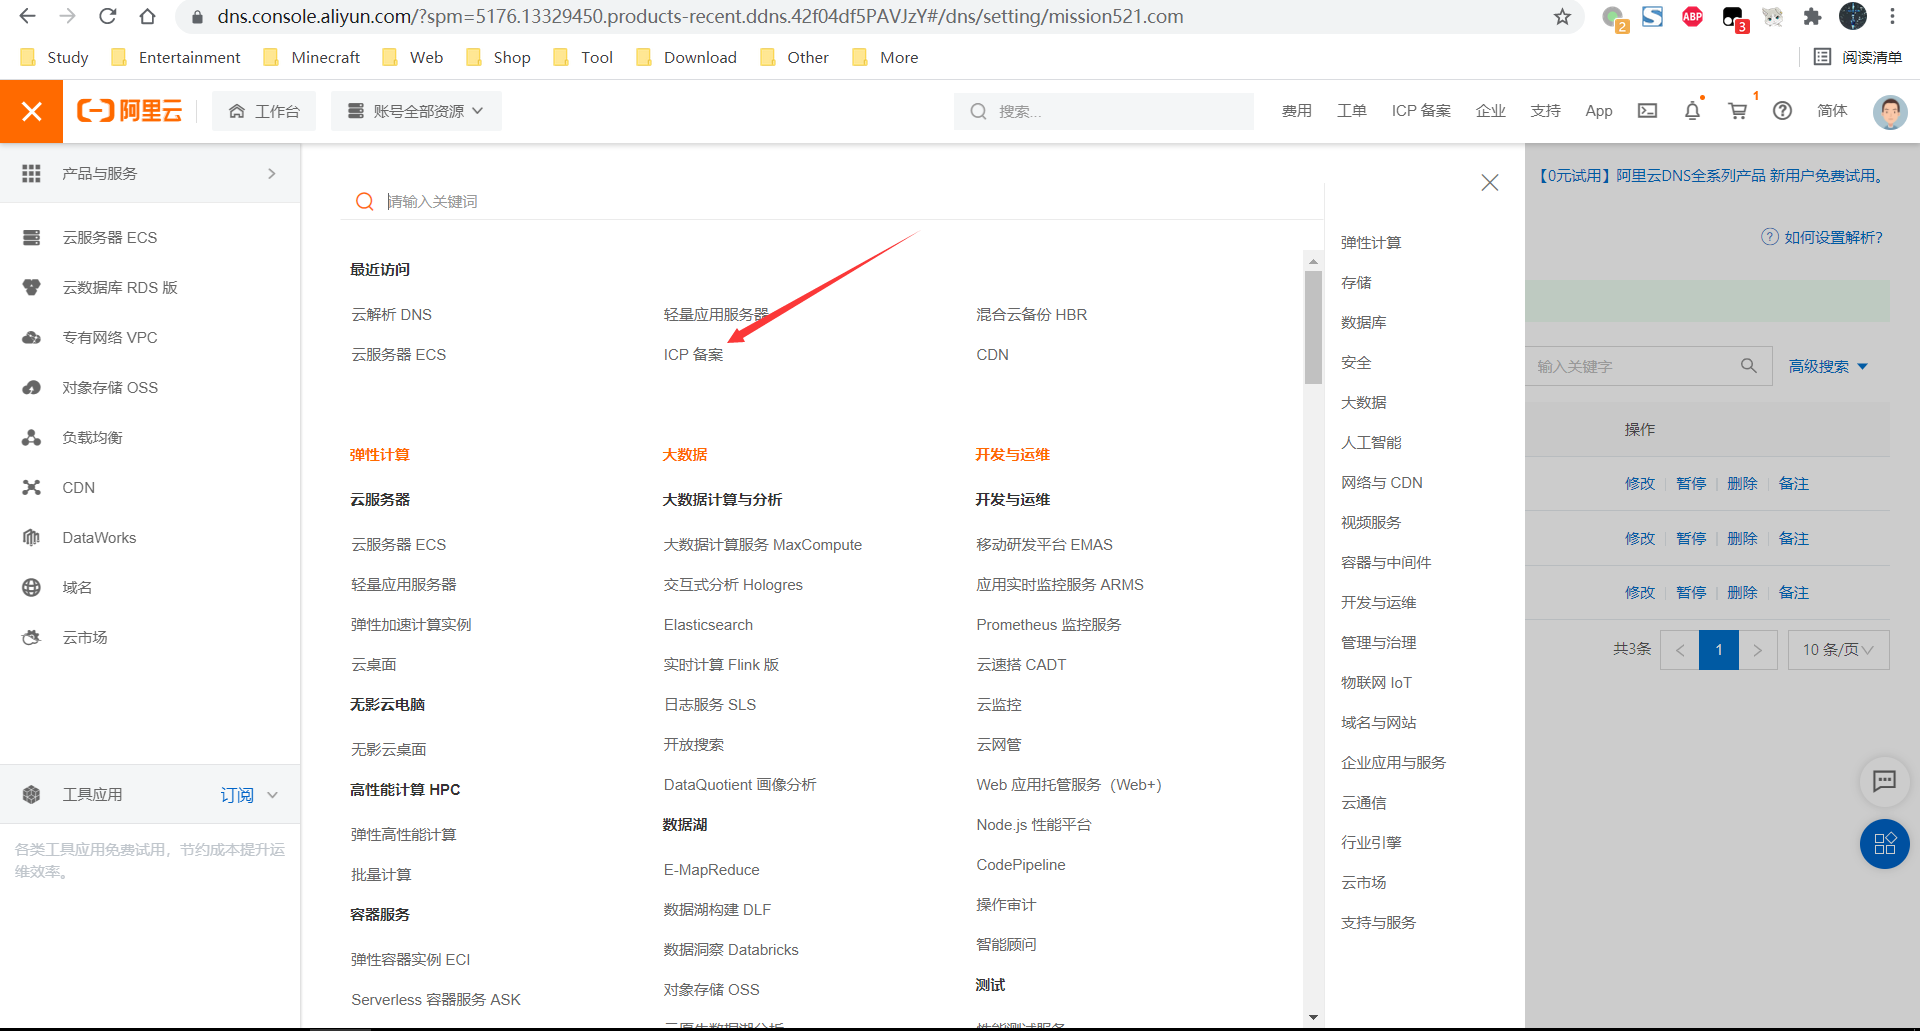 dns.console.aliyun.com/?spm=5176.13329450.products-recent.ddns.42f04df5PAVJzY#/dns/setting/mission521.com
2
S
ABP
3
Study
Entertainment
Minecraft
Web
Shop
Tool
Download
Other
More
阅读清单
阿里云
工作台
账号全部资源
搜索...
费用
工单
ICP 备案
企业
支持
App
1
简体
产品与服务
云服务器 ECS
云数据库 RDS 版
专有网络 VPC
对象存储 OSS
负载均衡
CDN
DataWorks
域名
云市场
工具应用
订阅
各类工具应用免费试用，节约成本提升运
维效率。
请输入关键词
最近访问
云解析 DNS
轻量应用服务器
混合云备份 HBR
云服务器 ECS
ICP 备案
CDN
弹性计算
云服务器
云服务器 ECS
轻量应用服务器
弹性加速计算实例
云桌面
无影云电脑
无影云桌面
高性能计算 HPC
弹性高性能计算
批量计算
容器服务
弹性容器实例 ECI
Serverless 容器服务 ASK
大数据
大数据计算与分析
大数据计算服务 MaxCompute
交互式分析 Hologres
Elasticsearch
实时计算 Flink 版
日志服务 SLS
开放搜索
DataQuotient 画像分析
数据湖
E-MapReduce
数据湖构建 DLF
数据洞察 Databricks
对象存储 OSS
云原生数据湖分析
开发与运维
开发与运维
移动研发平台 EMAS
应用实时监控服务 ARMS
Prometheus 监控服务
云速搭 CADT
云监控
云网管
Web 应用托管服务（Web+）
Node.js 性能平台
CodePipeline
操作审计
智能顾问
测试
性能测试服务
弹性计算
存储
数据库
安全
大数据
人工智能
网络与 CDN
视频服务
容器与中间件
开发与运维
管理与治理
物联网 IoT
域名与网站
企业应用与服务
云通信
行业引擎
云市场
支持与服务
【0元试用】阿里云DNS全系列产品 新用户免费试用。
如何设置解析?
输入关键字
高级搜索
操作
修改 暂停 删除 备注
修改 暂停 删除 备注
修改 暂停 删除 备注
共3条
1
10 条/页